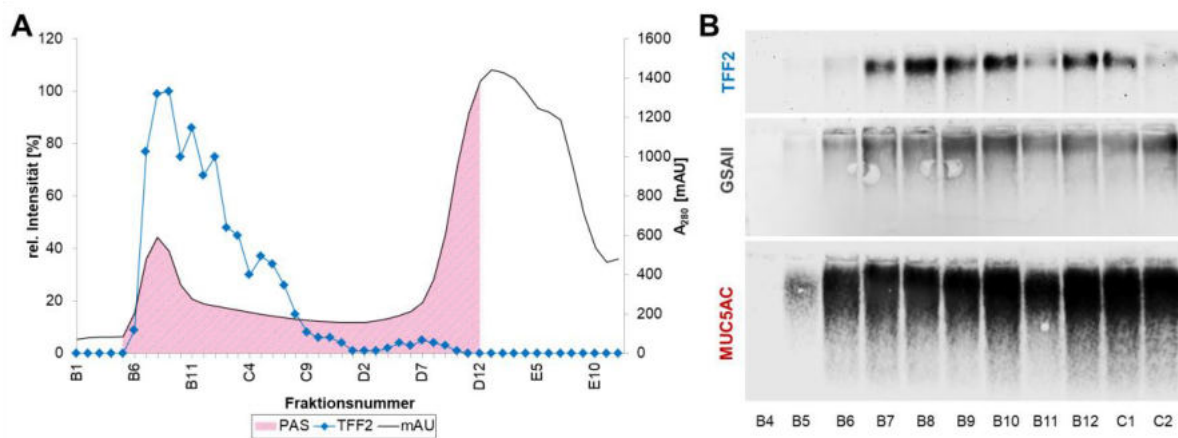 A
120
100
80
60
40
20
0
rel. Intensität [%]
1600
1400
1200
1000
800
600
400
200
0
A280 [mAU]
B1
B6
B11
C4
C9
D2
D7
D12
E5
E10
Fraktionsnummer
PAS TFF2 mAU
B
TFF2
GSAII
MUC5AC
B4 B5 B6 B7 B8 B9 B10 B11 B12 C1 C2